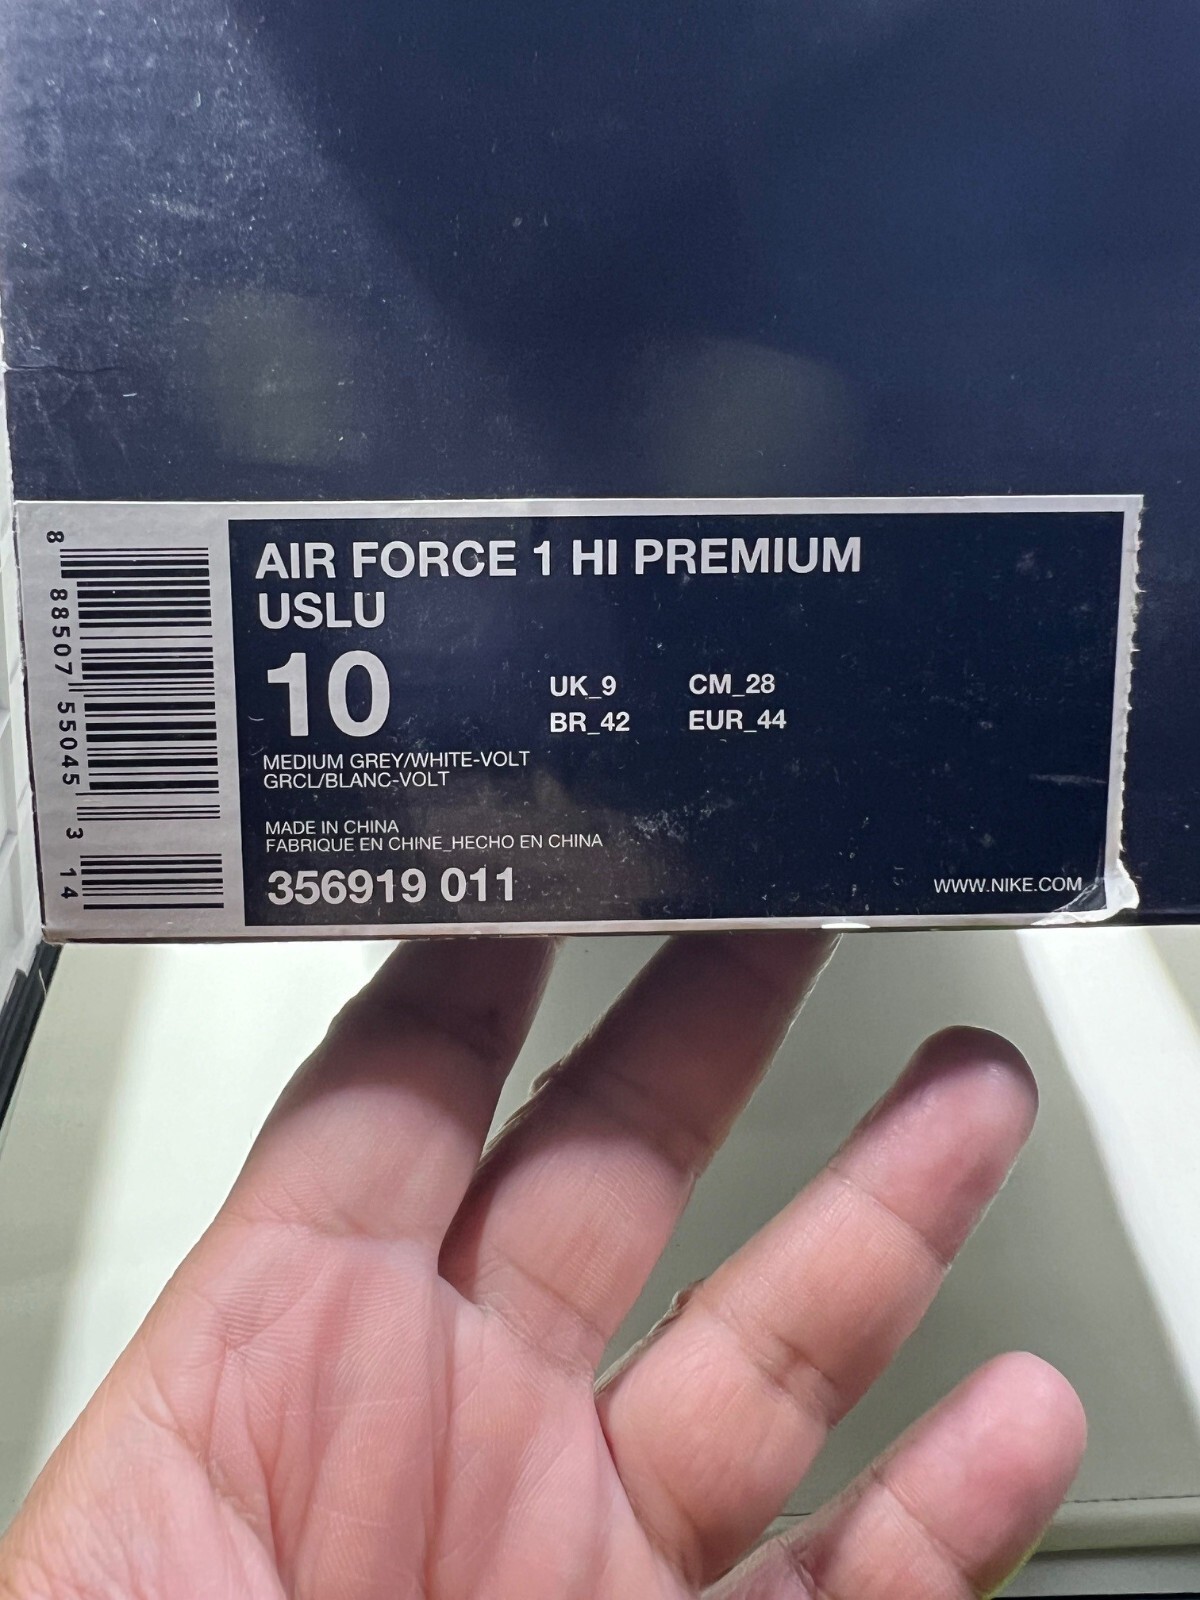 8 88507 55045 3 14
AIR FORCE 1 HI PREMIUM
USLU
10
UK_9 CM_28
BR_42 EUR_44
MEDIUM GREY/WHITE-VOLT
GRCL/BLANC-VOLT
MADE IN CHINA
FABRIQUE EN CHINE_HECHO EN CHINA
356919 011
WWW.NIKE.COM